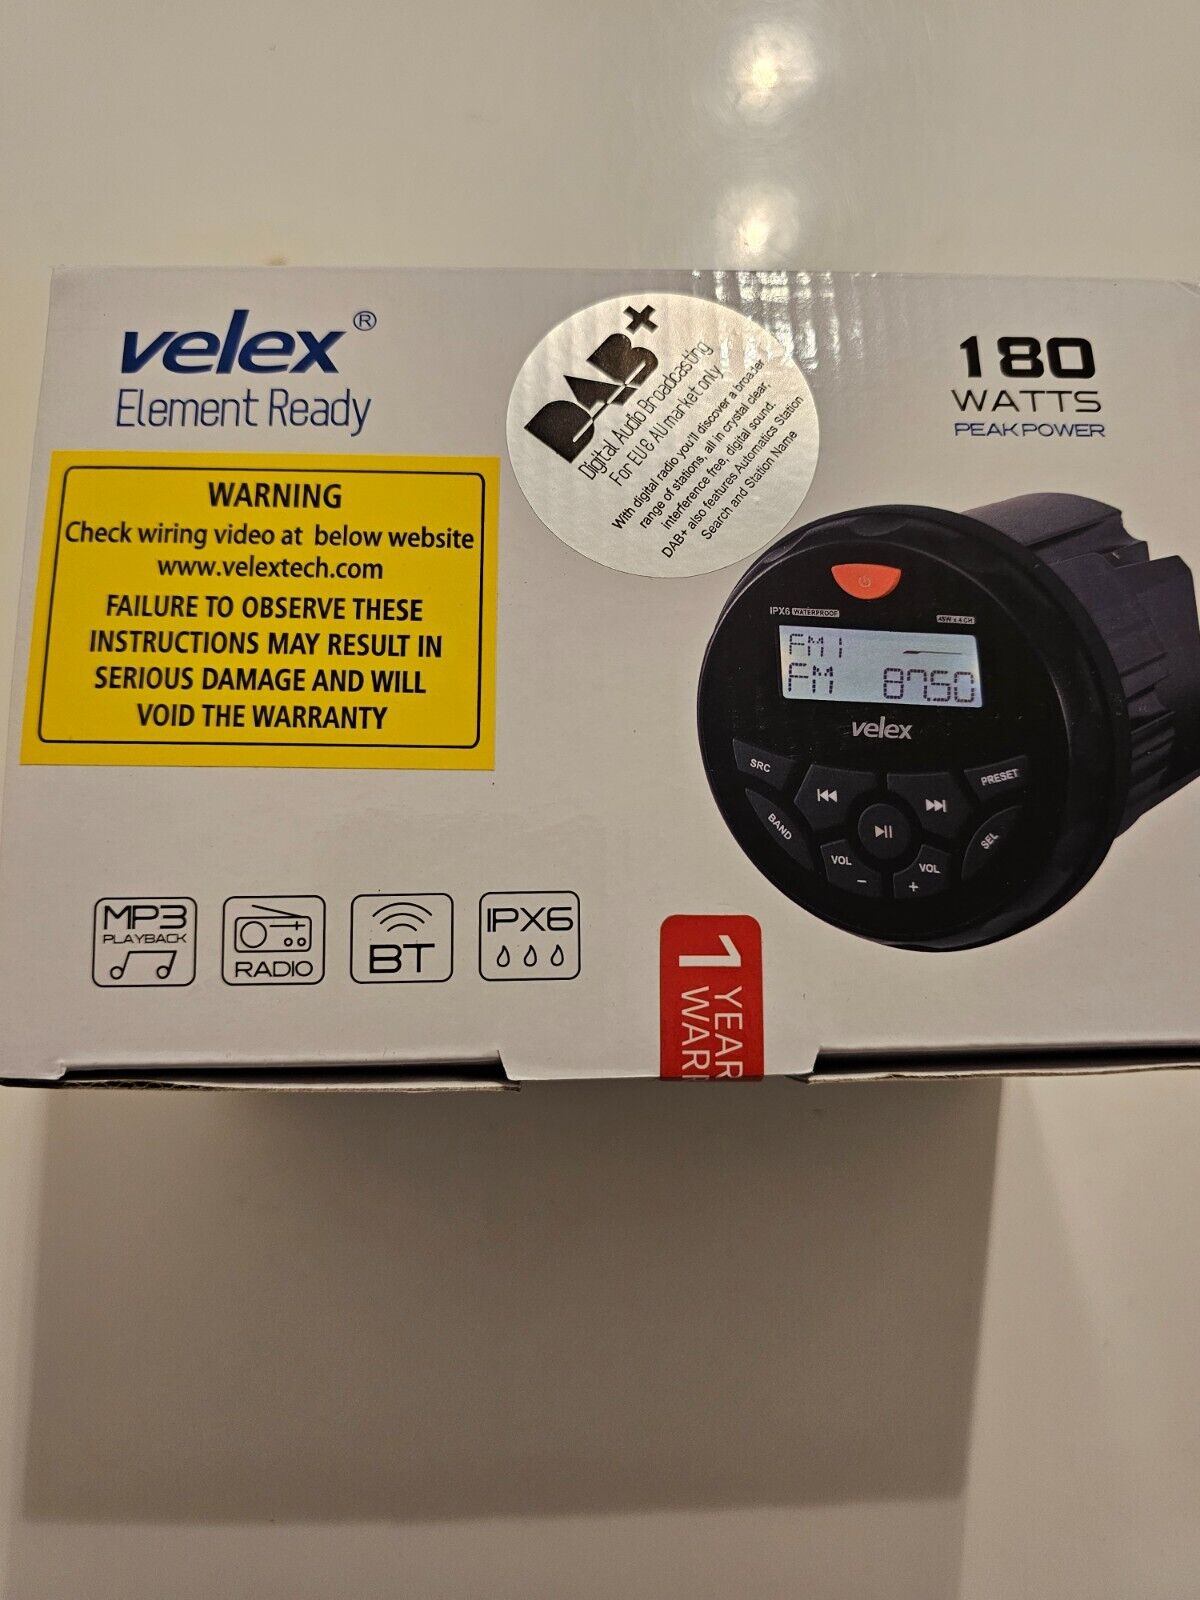 velex®
Element Ready
WARNING
Check wiring video at below website
www.velextech.com
FAILURE TO OBSERVE THESE
INSTRUCTIONS MAY RESULT IN
SERIOUS DAMAGE AND WILL
VOID THE WARRANTY
DAB+
Digital Audio Broadcasting
For EU & AU market only
With digital radio you'll discover a broader
range of stations, all in crystal clear,
interference free, digital sound.
DAB+ also features Automatics Station
Search and Station Name
180
WATTS
PEAK POWER
IPX6 WATERPROOF
45W x 4 CH
FM1
FM 87.50
velex
SRC
PRESET
BAND
SEL
VOL
−
VOL
+
MP3
PLAYBACK
RADIO
BT
IPX6
1 YEAR
WARR